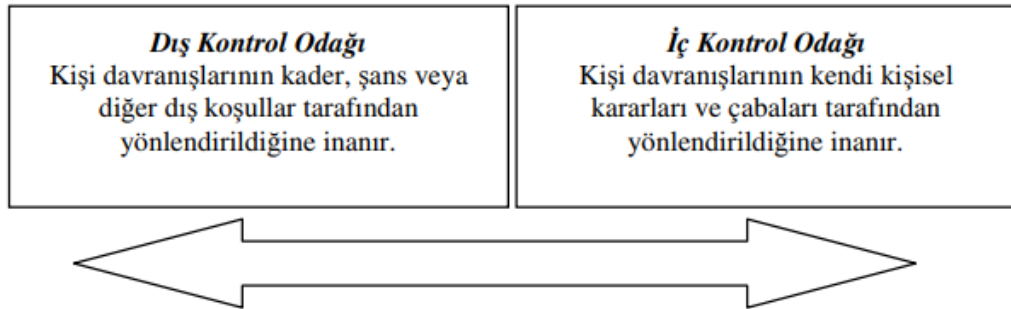 Dış Kontrol Odağı
Kişi davranışlarının kader, şans veya
diğer dış koşullar tarafından
yönlendirildiğine inanır.
İç Kontrol Odağı
Kişi davranışlarının kendi kişisel
kararları ve çabaları tarafından
yönlendirildiğine inanır.